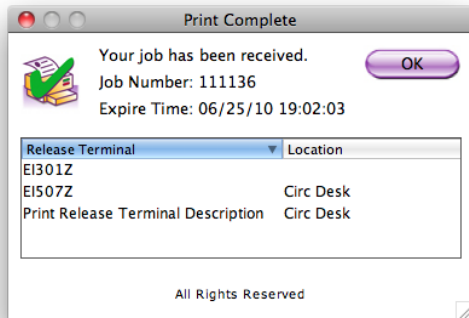 Print Complete
Your job has been received.
OK
Job Number: 111136
Expire Time: 06/25/10 19:02:03
Release Terminal Location
EI301Z
EI507Z Circ Desk
Print Release Terminal Description Circ Desk
All Rights Reserved